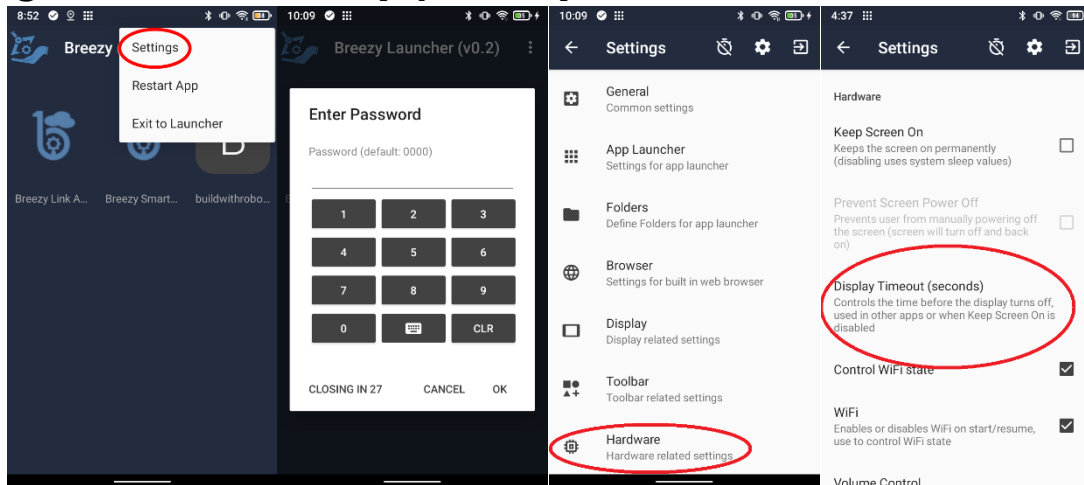 8:52
Breezy
Settings
Restart App
Exit to Launcher
Breezy Link A...
Breezy Smart...
buildwithrobo...
10:09
Breezy Launcher (v0.2)
Enter Password
Password (default: 0000)
1 2 3
4 5 6
7 8 9
0 CLR
CLOSING IN 27 CANCEL OK
10:09
Settings
General
Common settings
App Launcher
Settings for app launcher
Folders
Define Folders for app launcher
Browser
Settings for built in web browser
Display
Display related settings
Toolbar
Toolbar related settings
Hardware
Hardware related settings
4:37
Settings
Hardware
Keep Screen On
Keeps the screen on permanently
(disabling uses system sleep values)
Prevent Screen Power Off
Prevents user from manually powering off
the screen (screen will turn off and back
on)
Display Timeout (seconds)
Controls the time before the display turns off,
used in other apps or when Keep Screen On is
disabled
Control WiFi state
WiFi
Enables or disables WiFi on start/resume,
use to control WiFi state
Volume Control